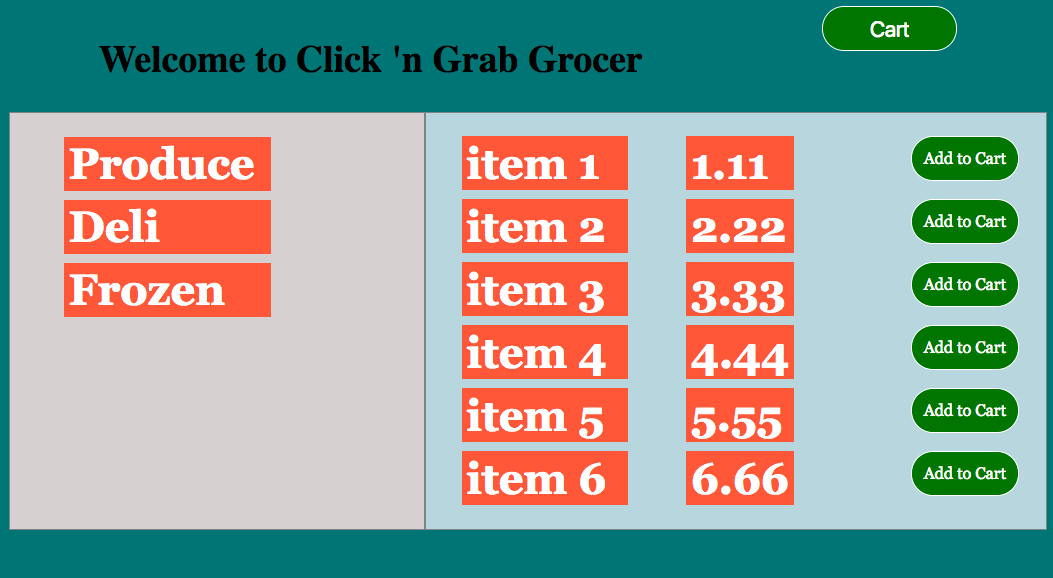 Cart
Welcome to Click 'n Grab Grocer
Produce
Deli
Frozen
item 1 1.11 Add to Cart
item 2 2.22 Add to Cart
item 3 3.33 Add to Cart
item 4 4.44 Add to Cart
item 5 5.55 Add to Cart
item 6 6.66 Add to Cart